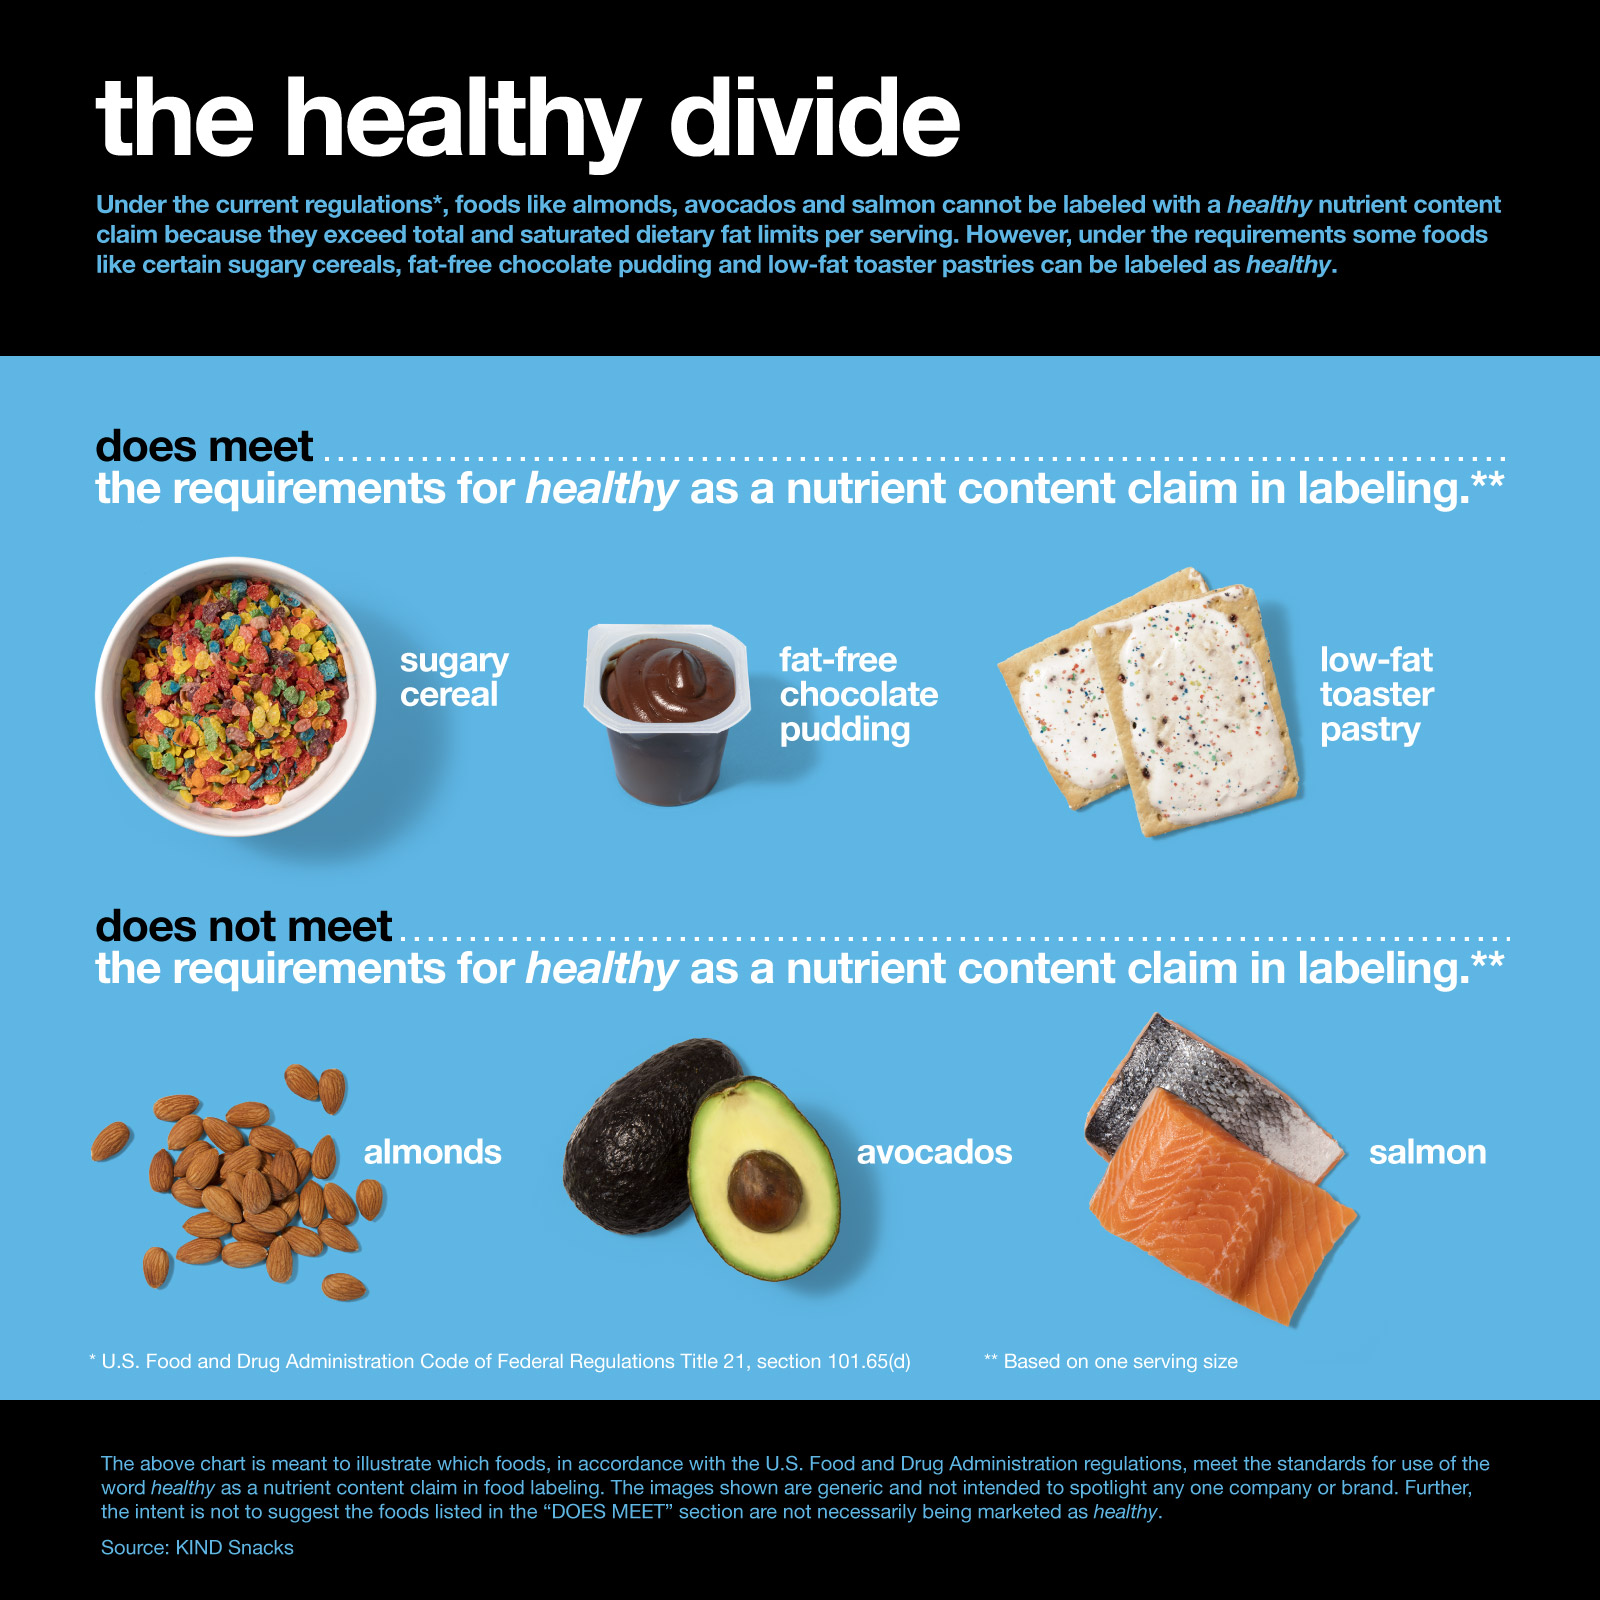 the healthy divide
Under the current regulations*, foods like almonds, avocados and salmon cannot be labeled with a healthy nutrient content
claim because they exceed total and saturated dietary fat limits per serving. However, under the requirements some foods
like certain sugary cereals, fat-free chocolate pudding and low-fat toaster pastries can be labeled as healthy.
does meet
the requirements for healthy as a nutrient content claim in labeling.**
sugary
cereal
fat-free
chocolate
pudding
low-fat
toaster
pastry
does not meet
the requirements for healthy as a nutrient content claim in labeling.**
almonds
avocados
salmon
* U.S. Food and Drug Administration Code of Federal Regulations Title 21, section 101.65(d)
** Based on one serving size
The above chart is meant to illustrate which foods, in accordance with the U.S. Food and Drug Administration regulations, meet the standards for use of the
word healthy as a nutrient content claim in food labeling. The images shown are generic and not intended to spotlight any one company or brand. Further,
the intent is not to suggest the foods listed in the “DOES MEET” section are not necessarily being marketed as healthy.
Source: KIND Snacks